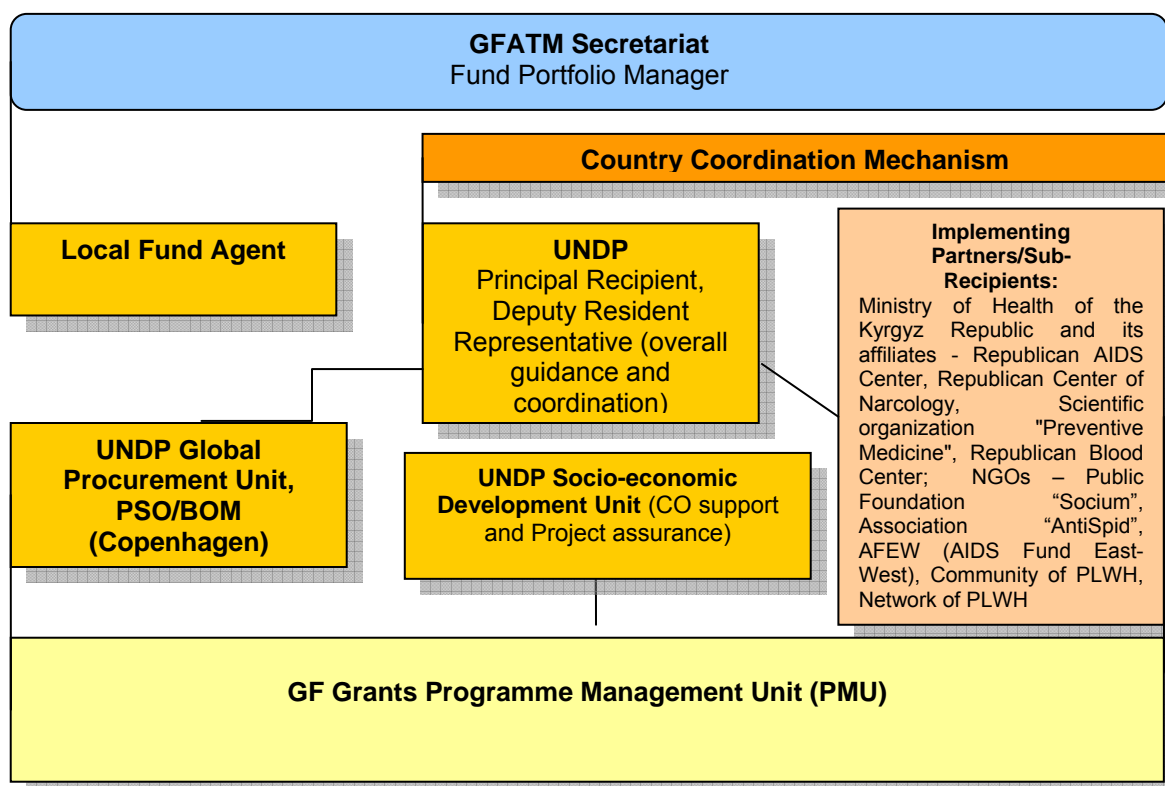 GFATM Secretariat
Fund Portfolio Manager
Country Coordination Mechanism
Local Fund Agent
UNDP
Principal Recipient,
Deputy Resident
Representative (overall
guidance and
coordination)
Implementing
Partners/Sub-
Recipients:
Ministry of Health of the
Kyrgyz Republic and its
affiliates - Republican AIDS
Center, Republican Center of
Narcology, Scientific
organization "Preventive
Medicine", Republican Blood
Center; NGOs – Public
Foundation “Socium”,
Association “AntiSpid”,
AFEW (AIDS Fund East-
West), Community of PLWH,
Network of PLWH
UNDP Global
Procurement Unit,
PSO/BOM
(Copenhagen)
UNDP Socio-economic
Development Unit (CO support
and Project assurance)
GF Grants Programme Management Unit (PMU)